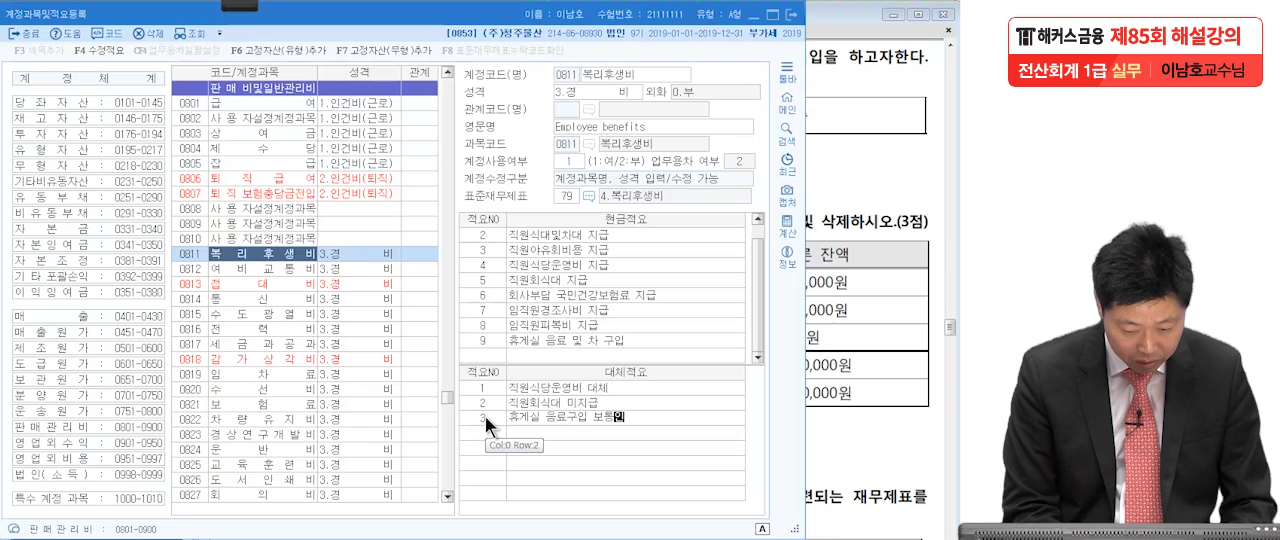 계정과목및적요등록
이름 : 이남호 수험번호 : 21111111 유형 : A형
종료 도움 코드 삭제 조회
[0853] (주)청주물산 214-86-08930 법인 9기 2019-01-01~2019-12-31 부가세 2019
F4 수정적요 F6 고정자산(유형)추가 F7 고정자산(무형)추가 F8 표준재무제표누락코드확인
계 정 체 계
당 좌 자 산 : 0101-0145
재 고 자 산 : 0146-0175
투 자 자 산 : 0176-0194
유 형 자 산 : 0195-0217
무 형 자 산 : 0218-0230
기타비유동자산 : 0231-0250
유 동 부 채 : 0251-0290
비 유 동 부 채 : 0291-0330
자 본 금 : 0331-0340
자 본 잉 여 금 : 0341-0350
자 본 조 정 : 0381-0391
기 타 포괄손익 : 0392-0399
이 익 잉 여 금 : 0351-0380
매 출 : 0401-0430
매 출 원 가 : 0451-0470
제 조 원 가 : 0501-0600
도 급 원 가 : 0601-0650
보 관 원 가 : 0651-0700
분 양 원 가 : 0701-0750
운 송 원 가 : 0751-0800
판 매 관 리 비 : 0801-0900
영 업 외 수 익 : 0901-0950
영 업 외 비 용 : 0951-0997
법 인 ( 소 득 ) : 0998-0999
특수 계정 과목 : 1000-1010
코드/계정과목 성격 관계
판 매 비및일반관리비
0801 급 여 1.인건비(근로)
0802 사 용 자설정계정과목 1.인건비(근로)
0803 상 여 금 1.인건비(근로)
0804 제 수 당 1.인건비(근로)
0805 잡 급 1.인건비(근로)
0806 퇴 직 급 여 2.인건비(퇴직)
0807 퇴 직 보험충당금전입 2.인건비(퇴직)
0808 사 용 자설정계정과목
0809 사 용 자설정계정과목
0810 사 용 자설정계정과목
0811 복 리 후 생 비 3.경 비
0812 여 비 교 통 비 3.경 비
0813 접 대 비 3.경 비
0814 통 신 비 3.경 비
0815 수 도 광 열 비 3.경 비
0816 전 력 비 3.경 비
0817 세 금 과 공 과 3.경 비
0818 감 가 상 각 비 3.경 비
0819 임 차 료 3.경 비
0820 수 선 비 3.경 비
0821 보 험 료 3.경 비
0822 차 량 유 지 비 3.경 비
0823 경 상 연 구 개 발 비 3.경 비
0824 운 반 비 3.경 비
0825 교 육 훈 련 비 3.경 비
0826 도 서 인 쇄 비 3.경 비
0827 회 의 비 3.경 비
계정코드(명) 0811 복리후생비
성격 3.경 비 외화 0.부
관계코드(명)
영문명 Employee benefits
과목코드 0811 복리후생비
계정사용여부 1 (1:여/2:부) 업무용차 여부 2
계정수정구분 계정과목명, 성격 입력/수정 가능
표준재무제표 79 4.복리후생비
적요NO 현금적요
2 직원식대및차대 지급
3 직원야유회비용 지급
4 직원식당운영비 지급
5 직원회식대 지급
6 회사부담 국민건강보험료 지급
7 임직원경조사비 지급
8 임직원피복비 지급
9 휴게실 음료 및 차 구입
적요NO 대체적요
1 직원식당운영비 대체
2 직원회식대 미지급
3 휴게실 음료구입 보통
Col:0 Row:2
툴바
메인
검색
최근
캡처
계산
정보
판 매 관 리 비 : 0801-0900
A
입을 하고자한다.
및 삭제하시오.(3점)
잔액
,000원
,000원
원
0,000원
0,000원
련되는 재무제표를
해커스금융 제85회 해설강의
전산회계 1급 실무 이남호교수님